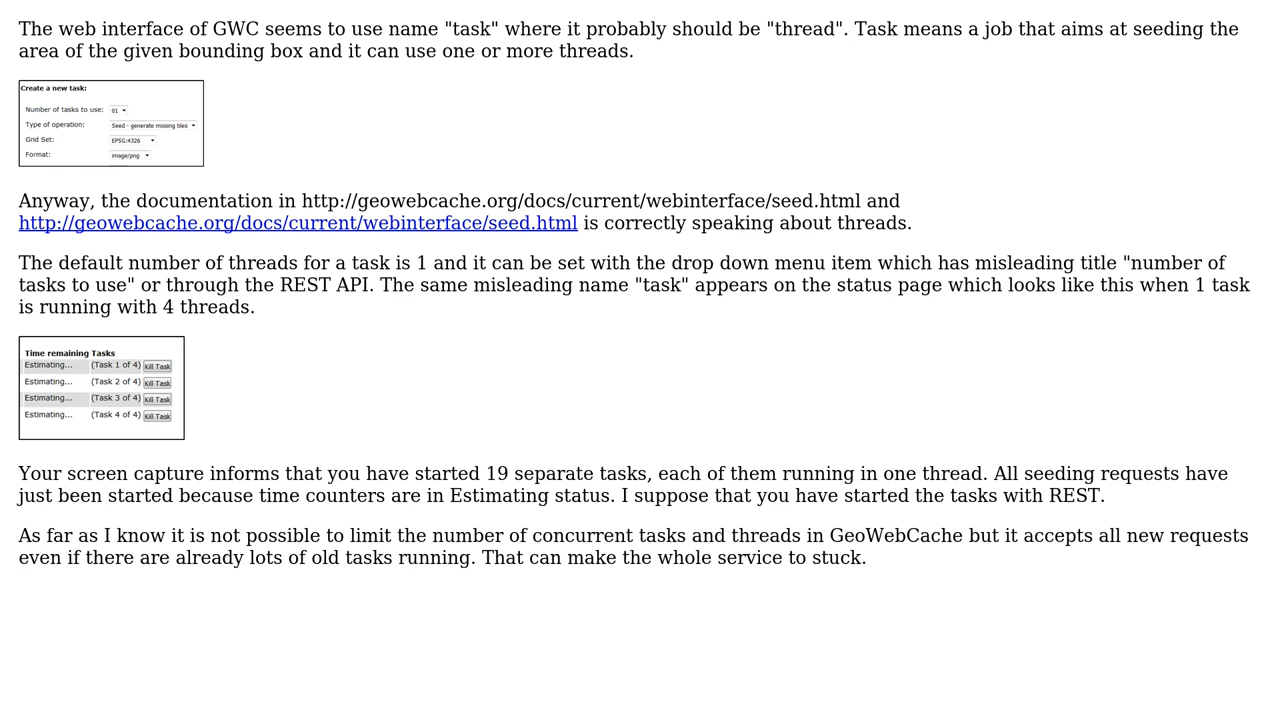 The web interface of GWC seems to use name "task" where it probably should be "thread". Task means a job that aims at seeding the
area of the given bounding box and it can use one or more threads.
Create a new task:
Number of tasks to use: 01
Type of operation: Seed - generate missing tiles
Grid Set: EPSG:4326
Format: image/png
Anyway, the documentation in http://geowebcache.org/docs/current/webinterface/seed.html and
http://geowebcache.org/docs/current/webinterface/seed.html is correctly speaking about threads.
The default number of threads for a task is 1 and it can be set with the drop down menu item which has misleading title "number of
tasks to use" or through the REST API. The same misleading name "task" appears on the status page which looks like this when 1 task
is running with 4 threads.
Time remaining Tasks
Estimating... (Task 1 of 4) Kill Task
Estimating... (Task 2 of 4) Kill Task
Estimating... (Task 3 of 4) Kill Task
Estimating... (Task 4 of 4) Kill Task
Your screen capture informs that you have started 19 separate tasks, each of them running in one thread. All seeding requests have
just been started because time counters are in Estimating status. I suppose that you have started the tasks with REST.
As far as I know it is not possible to limit the number of concurrent tasks and threads in GeoWebCache but it accepts all new requests
even if there are already lots of old tasks running. That can make the whole service to stuck.